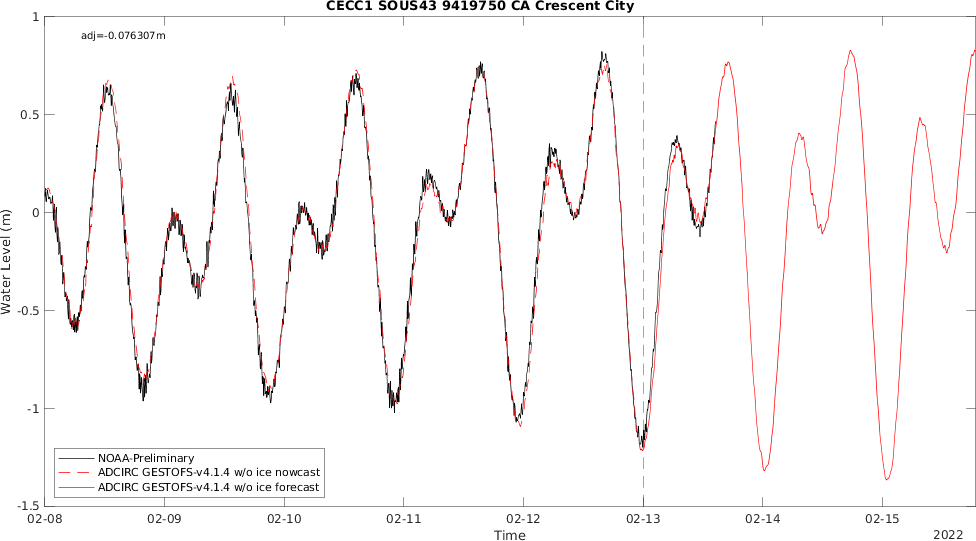 CECC1 SOUS43 9419750 CA Crescent City
adj=-0.076307m
1
0.5
0
-0.5
-1
-1.5
Water Level (m)
NOAA-Preliminary
ADCIRC GESTOFS-v4.1.4 w/o ice nowcast
ADCIRC GESTOFS-v4.1.4 w/o ice forecast
02-08 02-09 02-10 02-11 02-12 02-13 02-14 02-15
Time
2022